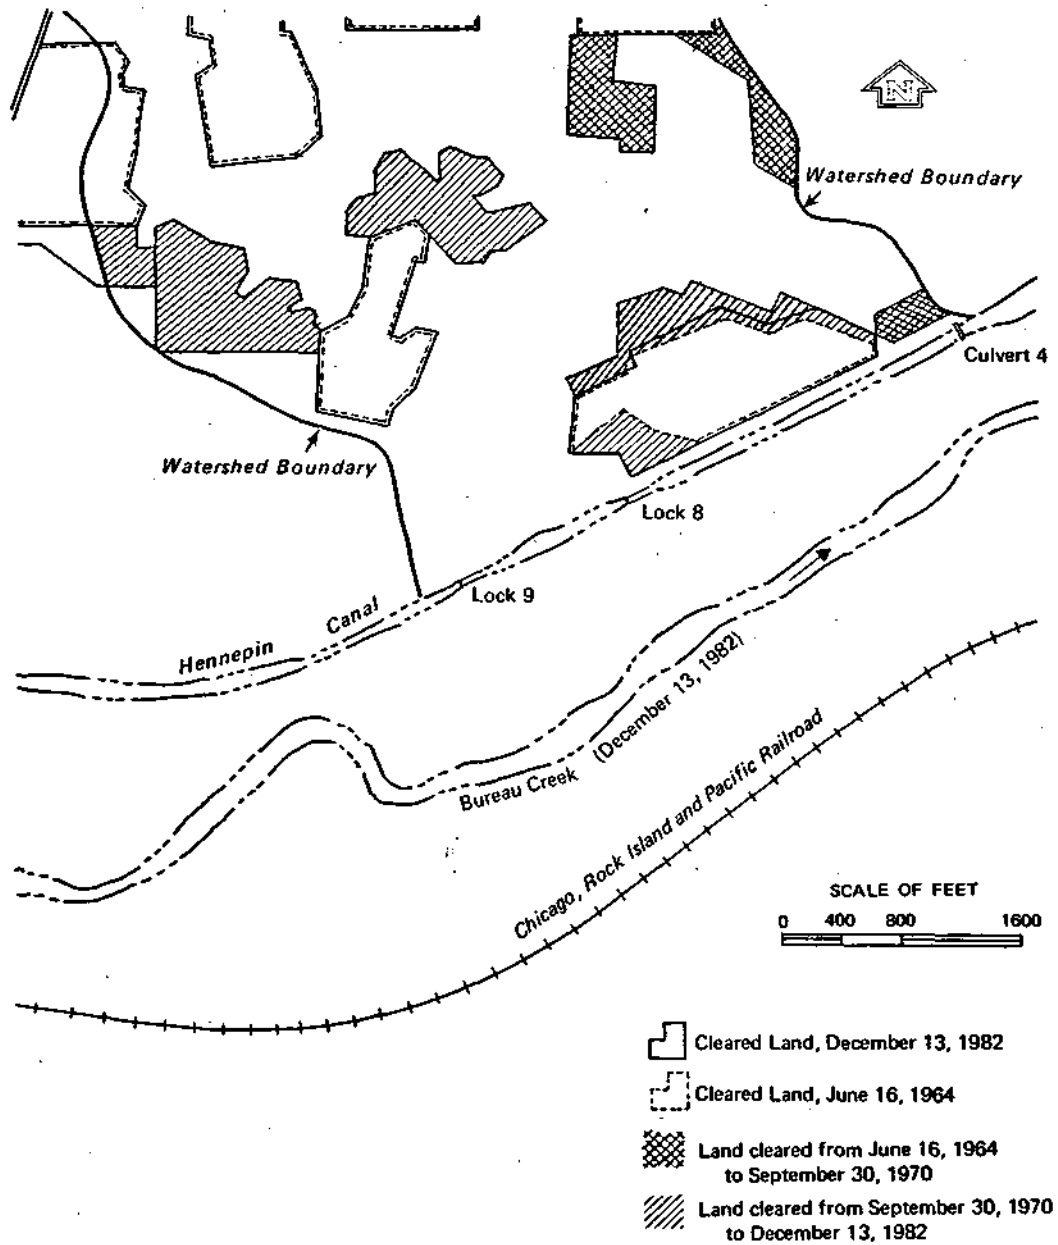 N
Watershed Boundary
Culvert 4
Watershed Boundary
Lock 8
Lock 9
Hennepin Canal
Bureau Creek (December 13, 1982)
Chicago, Rock Island and Pacific Railroad
SCALE OF FEET
0 400 800 1600
Cleared Land, December 13, 1982
Cleared Land, June 16, 1964
Land cleared from June 16, 1964
to September 30, 1970
Land cleared from September 30, 1970
to December 13, 1982